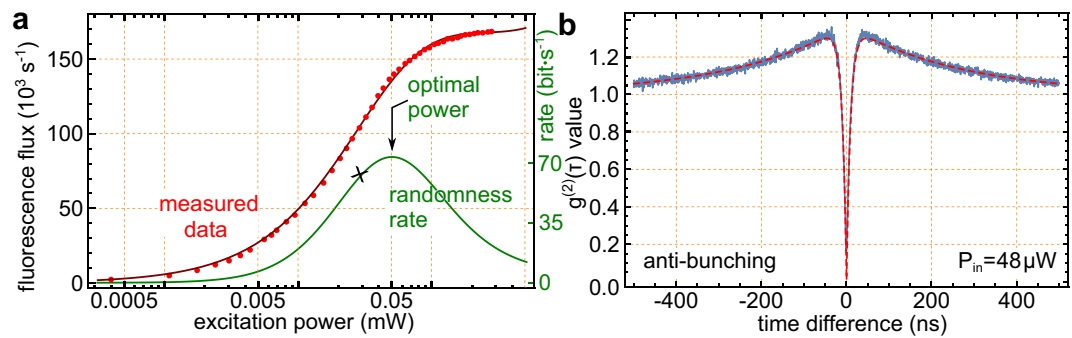 a
fluorescence flux (10³ s⁻¹)
150
100
50
0
measured
data
optimal
power
randomness
rate
rate (bit·s⁻¹)
70
35
0
0.0005
0.005
0.05
excitation power (mW)
b
g⁽²⁾(τ) value
1.2
1.0
0.8
0.6
0.4
0.2
0.0
anti-bunching
P_in=48μW
-400
-200
0
200
400
time difference (ns)